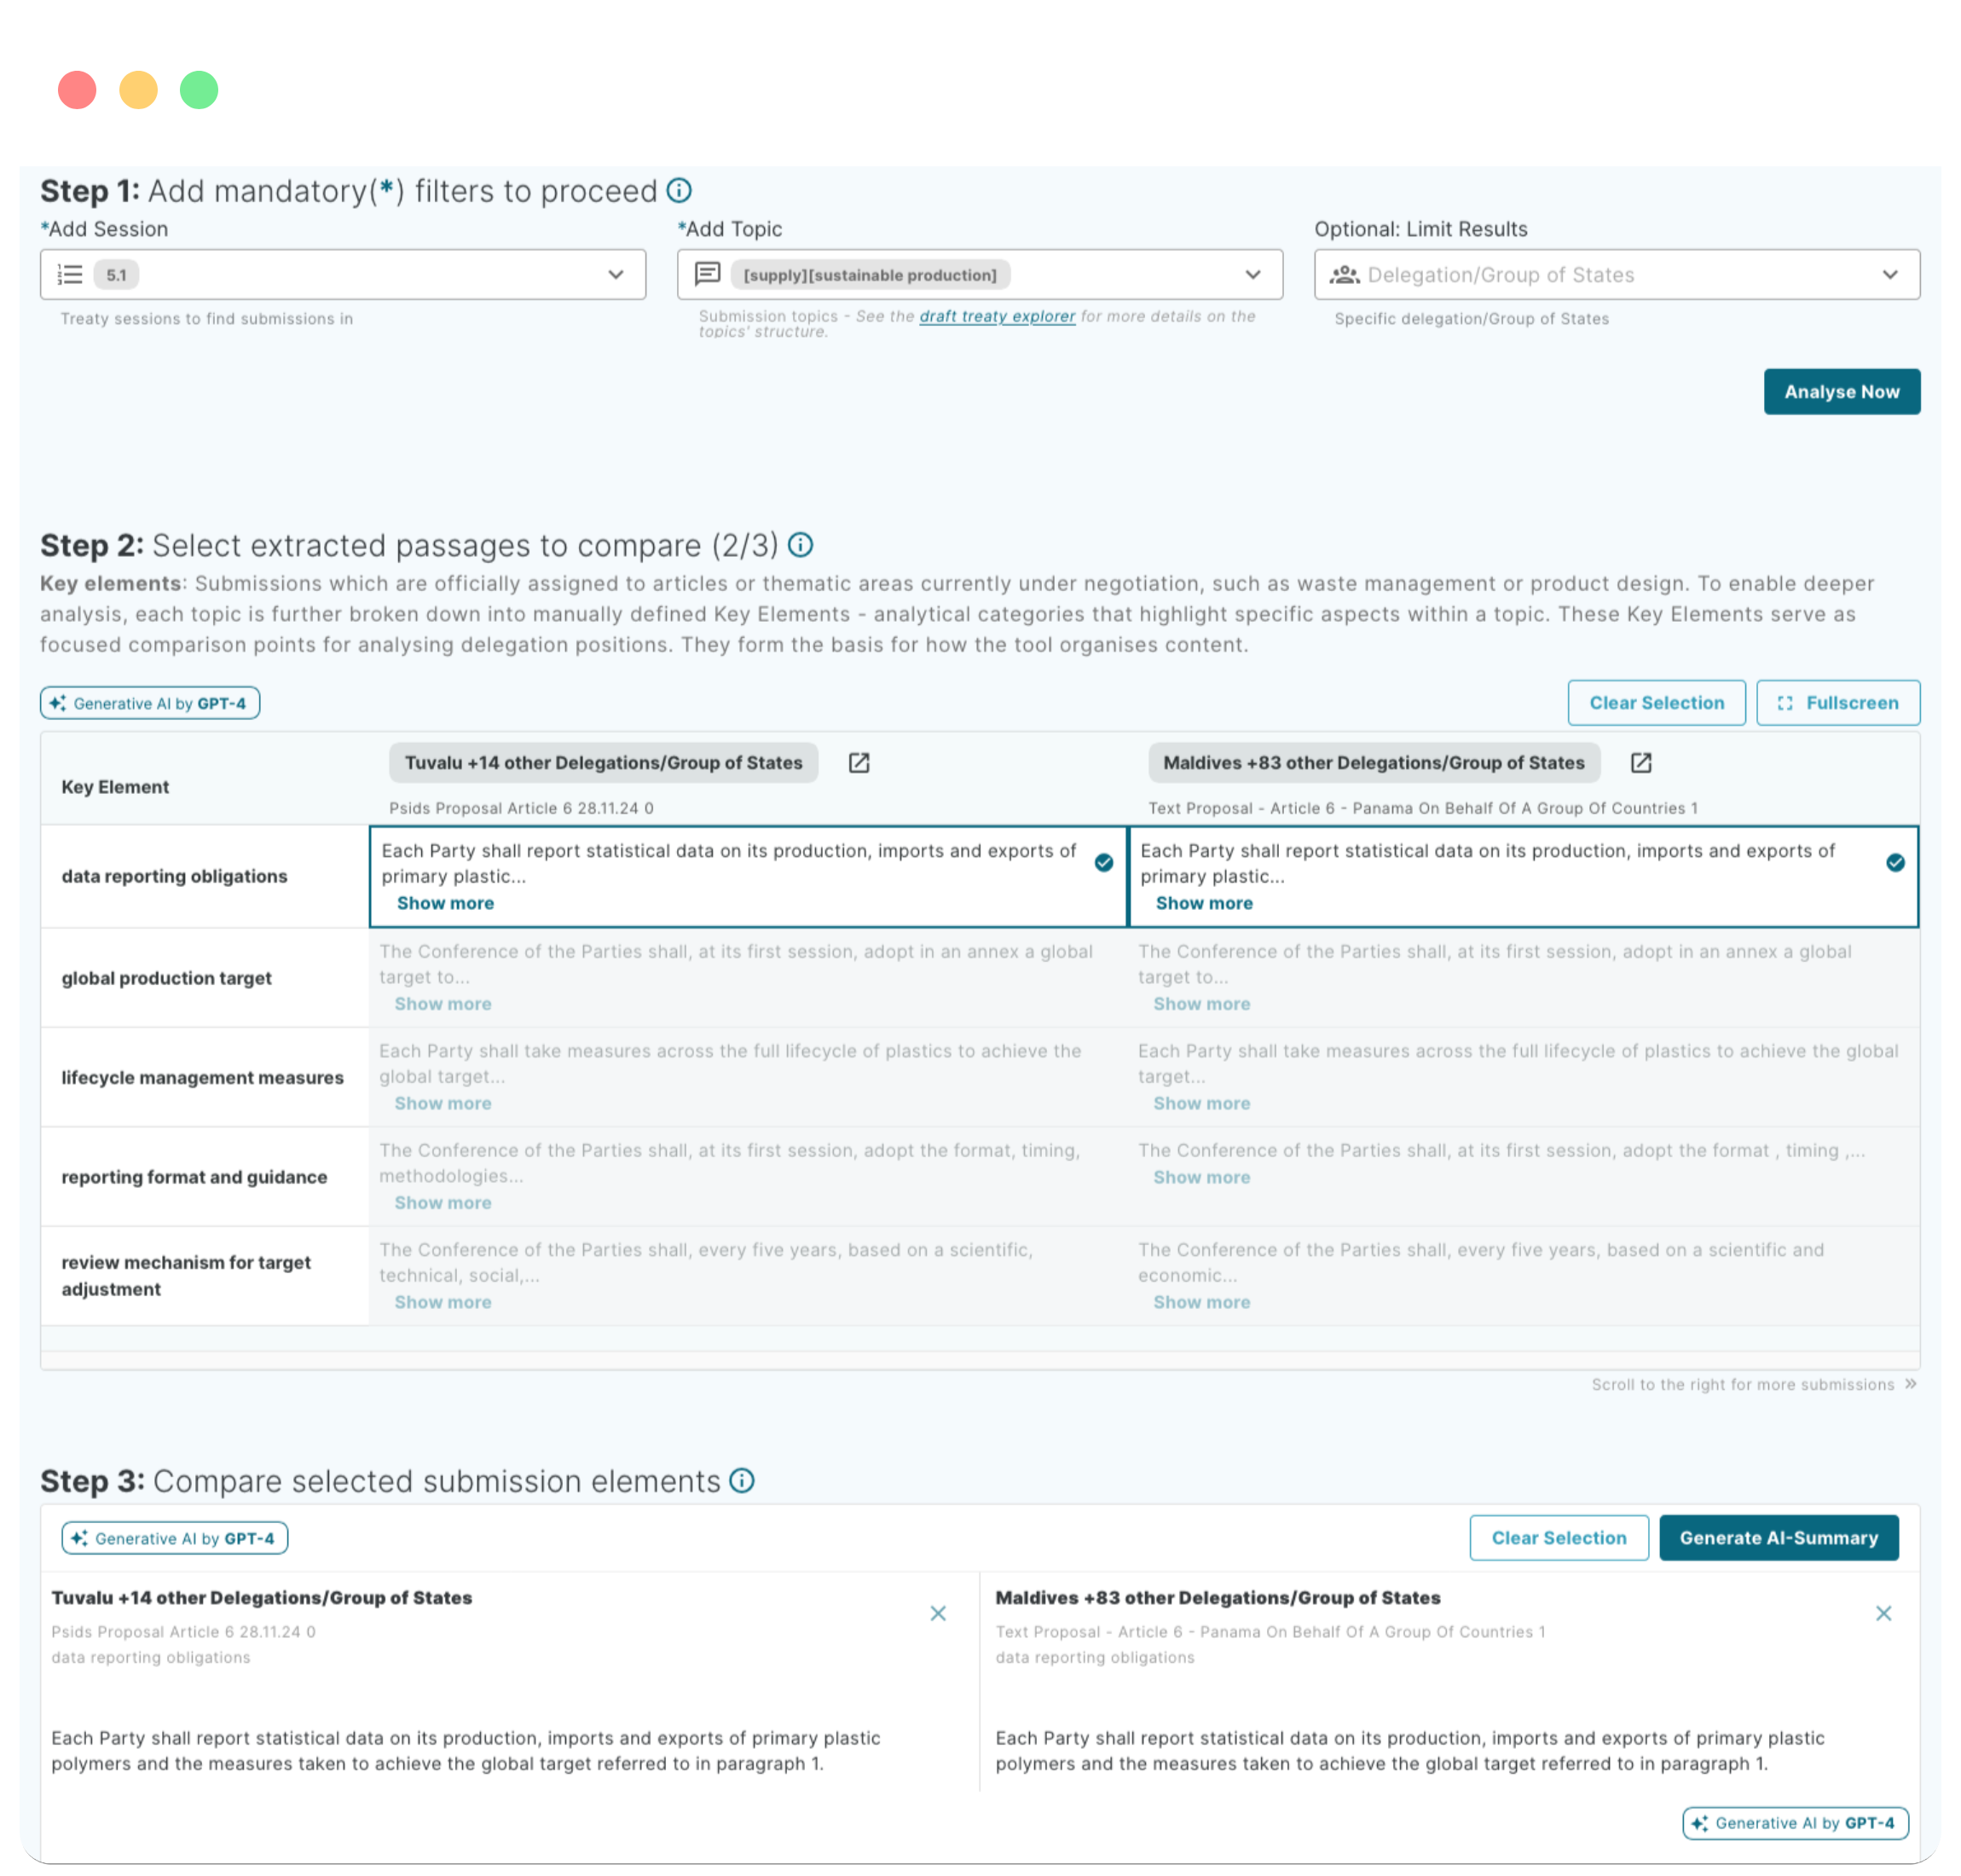 Step 1: Add mandatory(*) filters to proceed
*Add Session
*Add Topic
Optional: Limit Results
5.1
[supply][sustainable production]
Delegation/Group of States
Treaty sessions to find submissions in
Submission topics - See the draft treaty explorer for more details on the
topics' structure.
Specific delegation/Group of States
Analyse Now
Step 2: Select extracted passages to compare (2/3)
Key elements: Submissions which are officially assigned to articles or thematic areas currently under negotiation, such as waste management or product design. To enable deeper
analysis, each topic is further broken down into manually defined Key Elements - analytical categories that highlight specific aspects within a topic. These Key Elements serve as
focused comparison points for analysing delegation positions. They form the basis for how the tool organises content.
Generative AI by GPT-4
Clear Selection
Fullscreen
Key Element
Tuvalu +14 other Delegations/Group of States
Psids Proposal Article 6 28.11.24 0
Maldives +83 other Delegations/Group of States
Text Proposal - Article 6 - Panama On Behalf Of A Group Of Countries 1
data reporting obligations
Each Party shall report statistical data on its production, imports and exports of
primary plastic...
Show more
Each Party shall report statistical data on its production, imports and exports of
primary plastic...
Show more
global production target
The Conference of the Parties shall, at its first session, adopt in an annex a global
target to...
Show more
The Conference of the Parties shall, at its first session, adopt in an annex a global
target to...
Show more
lifecycle management measures
Each Party shall take measures across the full lifecycle of plastics to achieve the
global target...
Show more
Each Party shall take measures across the full lifecycle of plastics to achieve the global
target...
Show more
reporting format and guidance
The Conference of the Parties shall, at its first session, adopt the format, timing,
methodologies...
Show more
The Conference of the Parties shall, at its first session, adopt the format , timing ,...
Show more
review mechanism for target
adjustment
The Conference of the Parties shall, every five years, based on a scientific,
technical, social,...
Show more
The Conference of the Parties shall, every five years, based on a scientific and
economic...
Show more
Scroll to the right for more submissions »
Step 3: Compare selected submission elements
Generative AI by GPT-4
Clear Selection
Generate AI-Summary
Tuvalu +14 other Delegations/Group of States
Psids Proposal Article 6 28.11.24 0
data reporting obligations
Each Party shall report statistical data on its production, imports and exports of primary plastic
polymers and the measures taken to achieve the global target referred to in paragraph 1.
Maldives +83 other Delegations/Group of States
Text Proposal - Article 6 - Panama On Behalf Of A Group Of Countries 1
data reporting obligations
Each Party shall report statistical data on its production, imports and exports of primary plastic
polymers and the measures taken to achieve the global target referred to in paragraph 1.
Generative AI by GPT-4